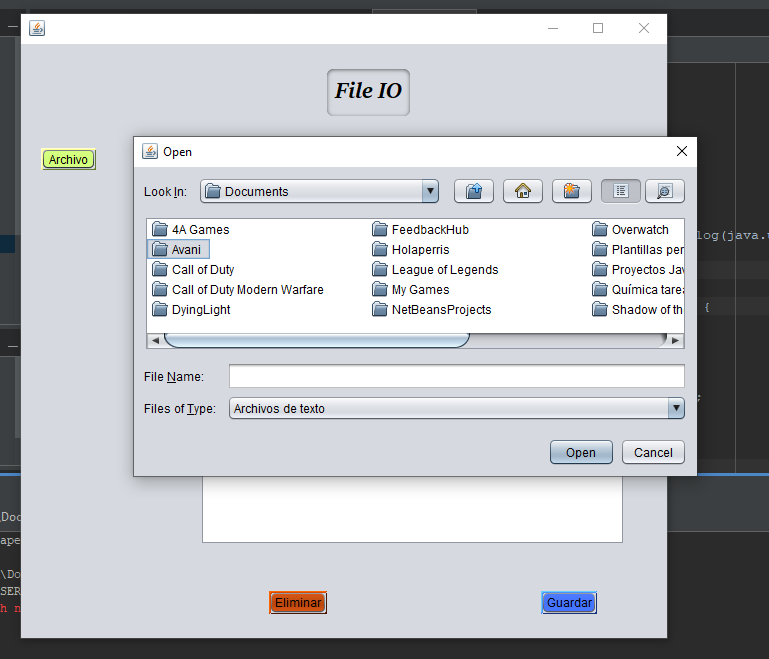 File IO
Archivo
Open
Look In: Documents
4A Games
Avani
Call of Duty
Call of Duty Modern Warfare
DyingLight
FeedbackHub
Holaperris
League of Legends
My Games
NetBeansProjects
Overwatch
Plantillas per
Proyectos Jav
Química tarea
Shadow of th
File Name:
Files of Type: Archivos de texto
Open Cancel
Eliminar Guardar
log(java.u
{
;
\Doc
ape
\Do
SER
h n